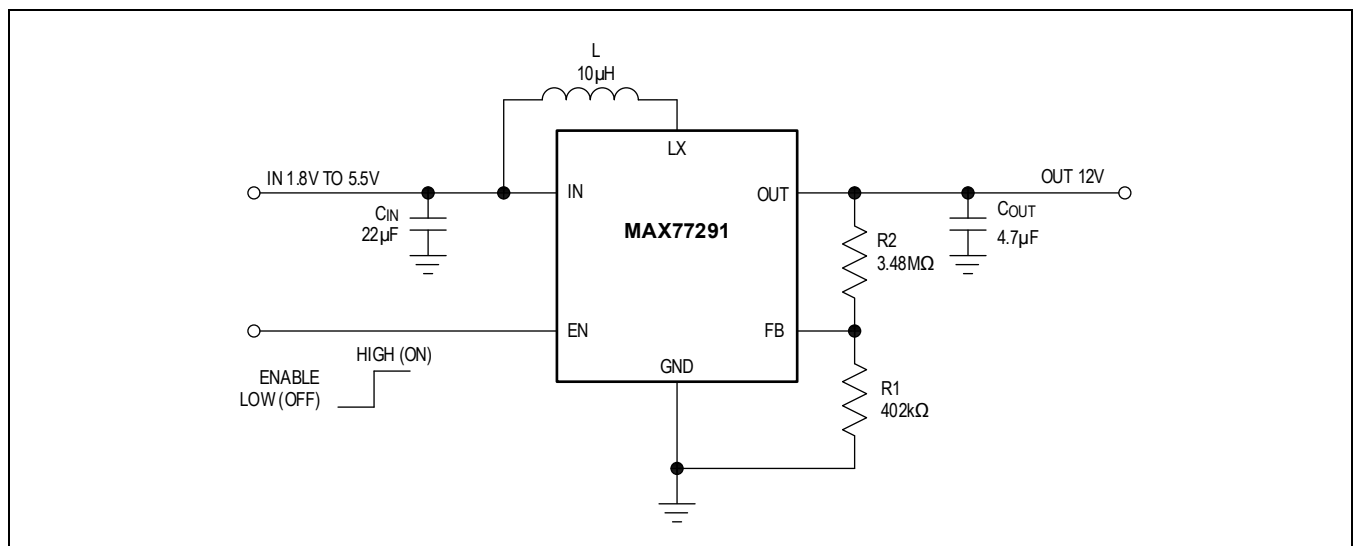 L
10µH
LX
IN 1.8V TO 5.5V
IN
OUT
OUT 12V
CIN
22µF
MAX77291
COUT
4.7µF
R2
3.48MΩ
EN
FB
HIGH (ON)
ENABLE
LOW (OFF)
GND
R1
402kΩ